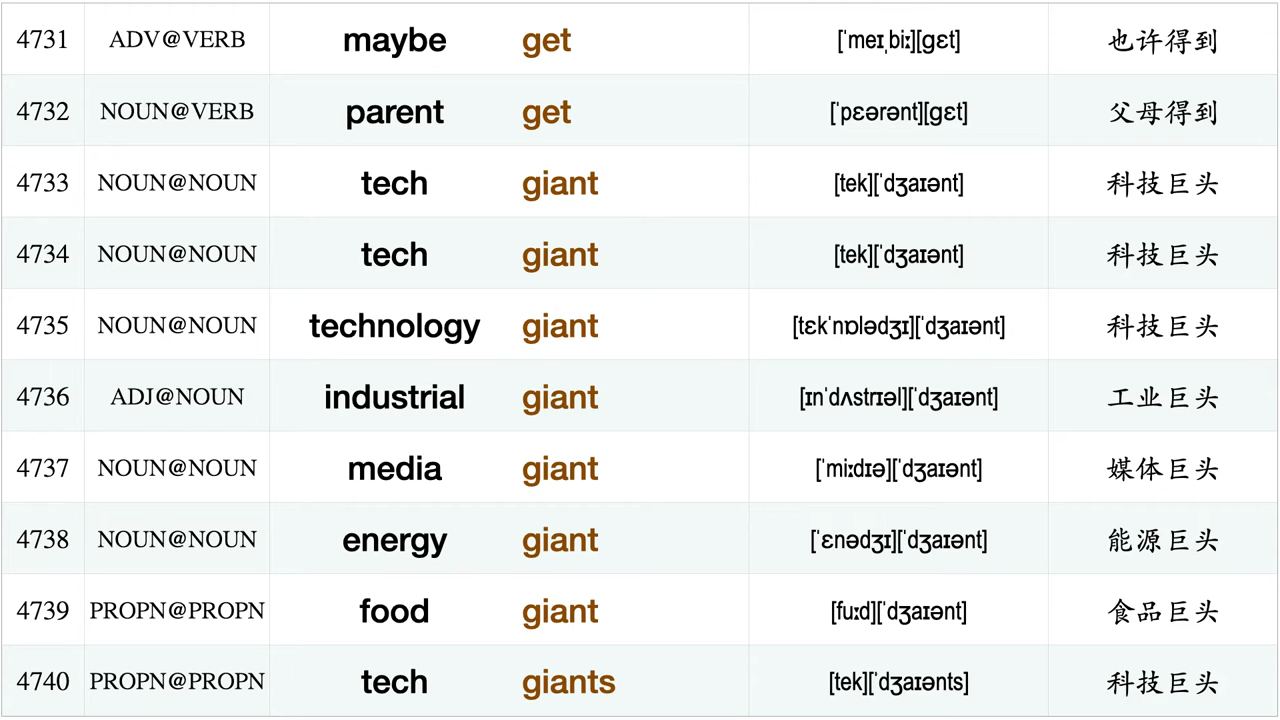 4731 ADV@VERB maybe get [ˈmeɪˌbiː][ɡɛt] 也许得到
4732 NOUN@VERB parent get [ˈpɛərənt][ɡɛt] 父母得到
4733 NOUN@NOUN tech giant [tek][ˈdʒaɪənt] 科技巨头
4734 NOUN@NOUN tech giant [tek][ˈdʒaɪənt] 科技巨头
4735 NOUN@NOUN technology giant [tɛkˈnɒlədʒɪ][ˈdʒaɪənt] 科技巨头
4736 ADJ@NOUN industrial giant [ɪnˈdʌstrɪəl][ˈdʒaɪənt] 工业巨头
4737 NOUN@NOUN media giant [ˈmiːdɪə][ˈdʒaɪənt] 媒体巨头
4738 NOUN@NOUN energy giant [ˈɛnədʒɪ][ˈdʒaɪənt] 能源巨头
4739 PROPN@PROPN food giant [fuːd][ˈdʒaɪənt] 食品巨头
4740 PROPN@PROPN tech giants [tek][ˈdʒaɪənts] 科技巨头